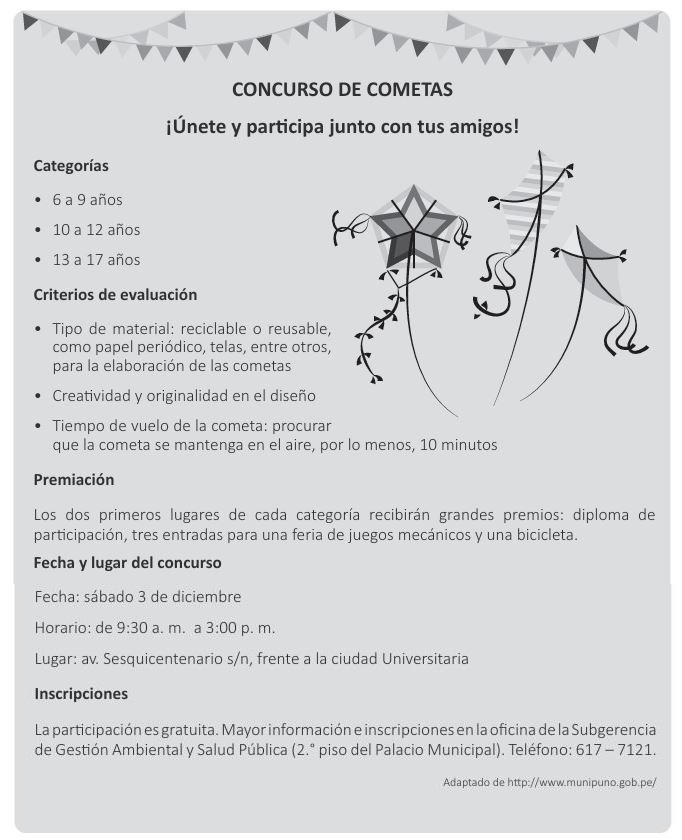 CONCURSO DE COMETAS
¡Únete y participa junto con tus amigos!
Categorías
• 6 a 9 años
• 10 a 12 años
• 13 a 17 años
Criterios de evaluación
• Tipo de material: reciclable o reusable,
como papel periódico, telas, entre otros,
para la elaboración de las cometas
• Creatividad y originalidad en el diseño
• Tiempo de vuelo de la cometa: procurar
que la cometa se mantenga en el aire, por lo menos, 10 minutos
Premiación
Los dos primeros lugares de cada categoría recibirán grandes premios: diploma de
participación, tres entradas para una feria de juegos mecánicos y una bicicleta.
Fecha y lugar del concurso
Fecha: sábado 3 de diciembre
Horario: de 9:30 a. m. a 3:00 p. m.
Lugar: av. Sesquicentenario s/n, frente a la ciudad Universitaria
Inscripciones
La participación es gratuita. Mayor información e inscripciones en la oficina de la Subgerencia
de Gestión Ambiental y Salud Pública (2.° piso del Palacio Municipal). Teléfono: 617 – 7121.
Adaptado de http://www.munipuno.gob.pe/